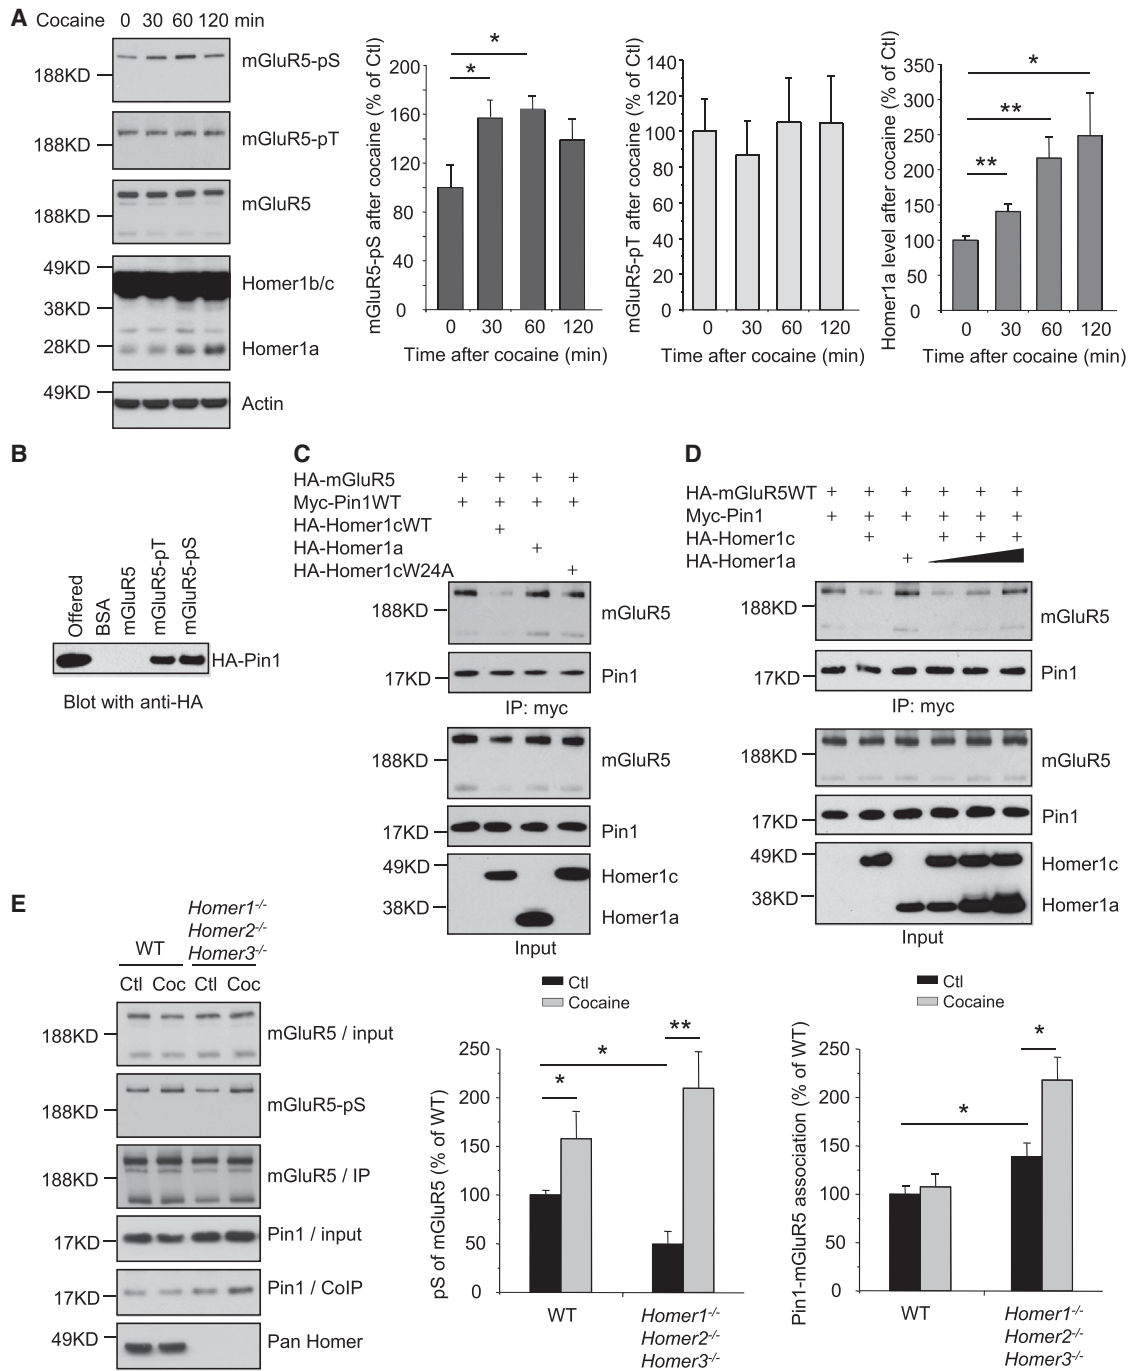 A
Cocaine 0 30 60 120 min
188KD
mGluR5-pS
188KD
mGluR5-pT
188KD
mGluR5
49KD
Homer1b/c
38KD
28KD
Homer1a
49KD
Actin
mGluR5-pS after cocaine (% of Ctl)
200
160
120
80
40
0
*
*
0 30 60 120
Time after cocaine (min)
mGluR5-pT after cocaine (% of Ctl)
140
120
100
80
60
40
20
0
0 30 60 120
Time after cocaine (min)
Homer1a level after cocaine (% of Ctl)
350
300
250
200
150
100
50
0
*
**
**
0 30 60 120
Time after cocaine (min)
B
Offered
BSA
mGluR5
mGluR5-pT
mGluR5-pS
HA-Pin1
Blot with anti-HA
C
HA-mGluR5 + + + +
Myc-Pin1WT + + + +
HA-Homer1cWT +
HA-Homer1a +
HA-Homer1cW24A +
188KD
mGluR5
17KD
Pin1
IP: myc
188KD
mGluR5
17KD
Pin1
49KD
Homer1c
38KD
Homer1a
Input
D
HA-mGluR5WT + + + + + +
Myc-Pin1 + + + + + +
HA-Homer1c + + + +
HA-Homer1a +
188KD
mGluR5
17KD
Pin1
IP: myc
188KD
mGluR5
17KD
Pin1
49KD
Homer1c
38KD
Homer1a
Input
E
Homer1-/-
Homer2-/-
WT Homer3-/-
Ctl Coc Ctl Coc
188KD
mGluR5 / input
188KD
mGluR5-pS
188KD
mGluR5 / IP
17KD
Pin1 / input
17KD
Pin1 / CoIP
49KD
Pan Homer
Ctl
Cocaine
pS of mGluR5 (% of WT)
250
200
150
100
50
0
*
*
**
WT
Homer1-/-
Homer2-/-
Homer3-/-
Ctl
Cocaine
Pin1-mGluR5 association (% of WT)
250
200
150
100
50
0
*
*
WT
Homer1-/-
Homer2-/-
Homer3-/-